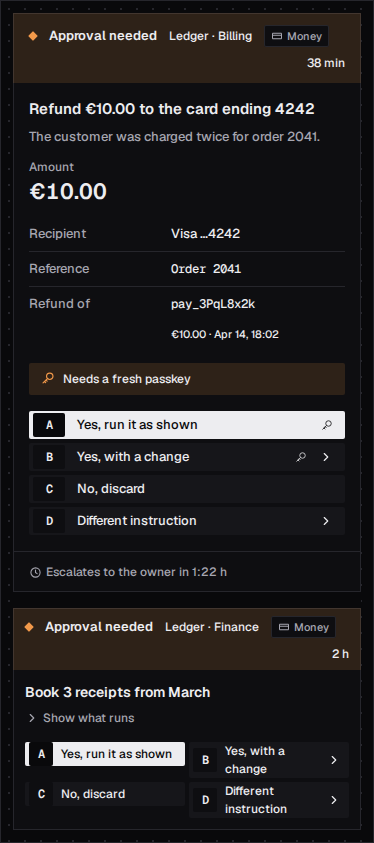 Approval needed Ledger · Billing Money
38 min
Refund €10.00 to the card ending 4242
The customer was charged twice for order 2041.
Amount
€10.00
Recipient Visa …4242
Reference Order 2041
Refund of pay_3PqL8x2k
€10.00 · Apr 14, 18:02
Needs a fresh passkey
A Yes, run it as shown
B Yes, with a change
C No, discard
D Different instruction
Escalates to the owner in 1:22 h
Approval needed Ledger · Finance Money
2 h
Book 3 receipts from March
Show what runs
A Yes, run it as shown
B Yes, with a
change
C No, discard
D Different
instruction